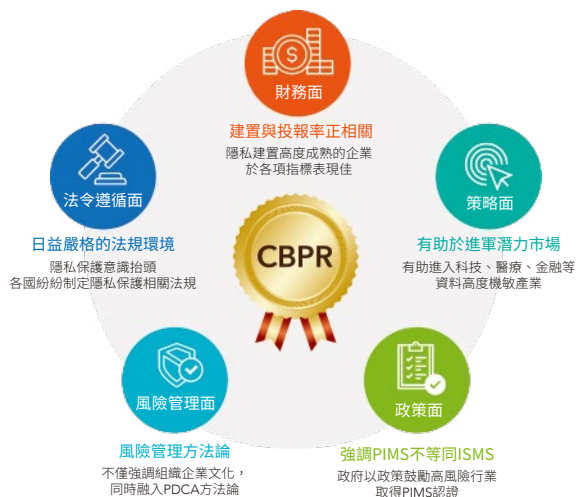 財務面
建置與投報率正相關
隱私建置高度成熟的企業
於各項指標表現佳
法令遵循面
日益嚴格的法規環境
隱私保護意識抬頭
各國紛紛制定隱私保護相關法規
CBPR
策略面
有助於進軍潛力市場
有助進入科技、醫療、金融等
資料高度機敏產業
風險管理面
風險管理方法論
不僅強調組織企業文化，
同時融入PDCA方法論
政策面
強調PIMS不等同ISMS
政府以政策鼓勵高風險行業
取得PIMS認證